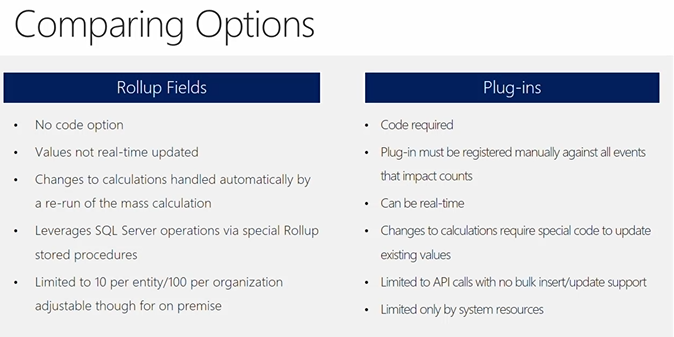 Comparing Options
Rollup Fields
• No code option
• Values not real-time updated
• Changes to calculations handled automatically by
a re-run of the mass calculation
• Leverages SQL Server operations via special Rollup
stored procedures
• Limited to 10 per entity/100 per organization
adjustable though for on premise
Plug-ins
• Code required
• Plug-in must be registered manually against all events
that impact counts
• Can be real-time
• Changes to calculations require special code to update
existing values
• Limited to API calls with no bulk insert/update support
• Limited only by system resources